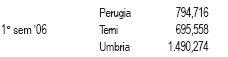 Perugia 794,716
1° sem '06 Terni 695,558
Umbria 1.490,274